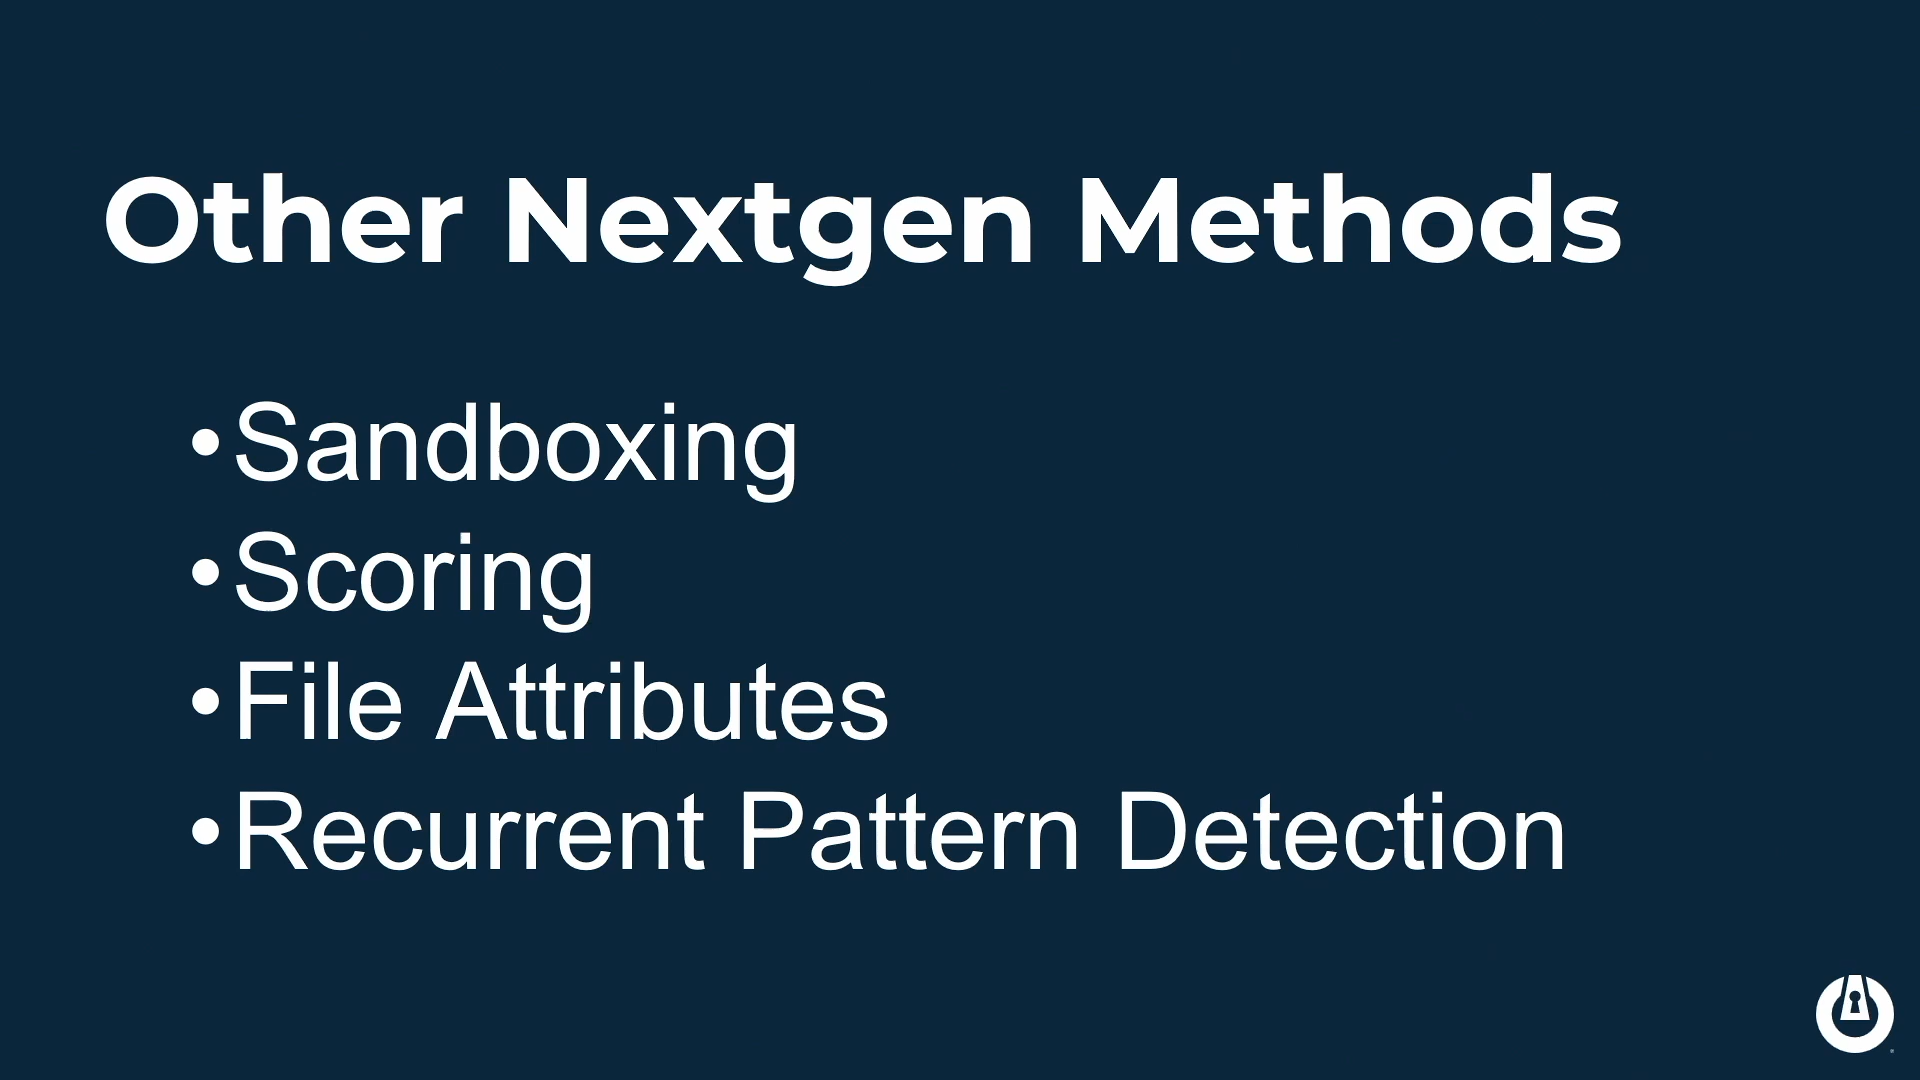 Other Nextgen Methods
•Sandboxing
•Scoring
•File Attributes
•Recurrent Pattern Detection